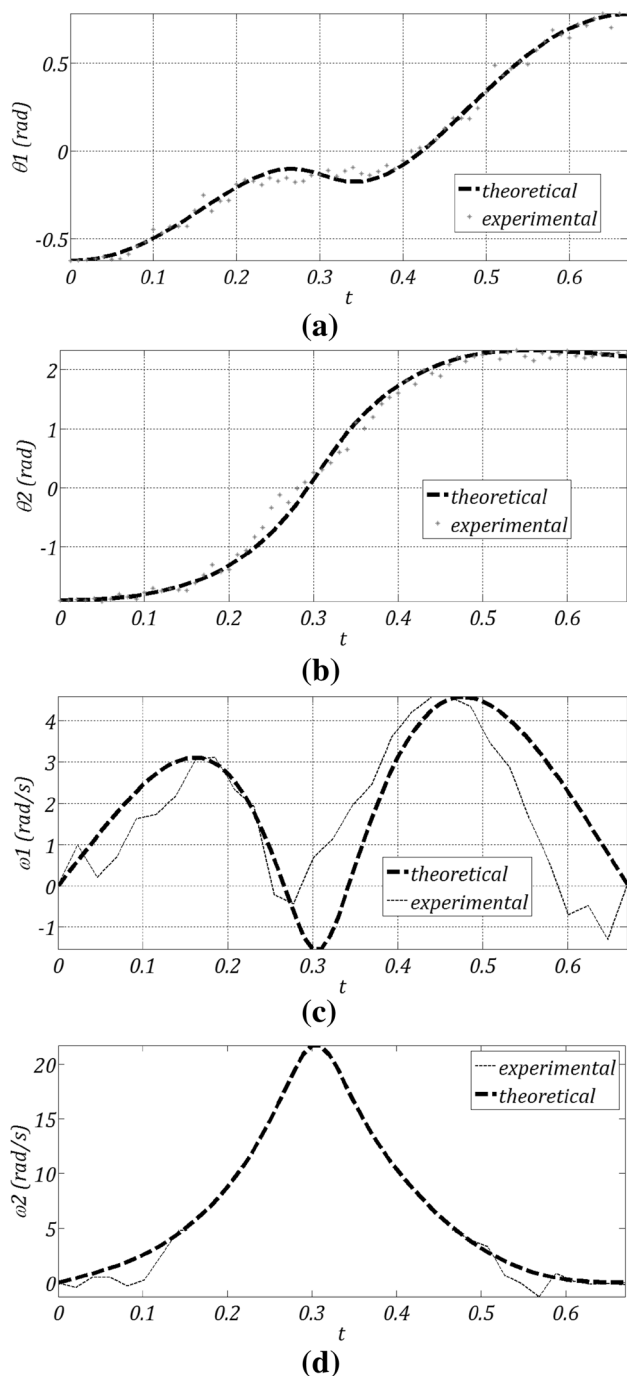 0.5
0
-0.5
θ1 (rad)
theoretical
experimental
0 0.1 0.2 0.3 0.4 0.5 0.6
t
(a)
2
1
0
-1
θ2 (rad)
theoretical
experimental
0 0.1 0.2 0.3 0.4 0.5 0.6
t
(b)
4
3
2
1
0
-1
ω1 (rad/s)
theoretical
experimental
0 0.1 0.2 0.3 0.4 0.5 0.6
t
(c)
20
15
10
5
0
ω2 (rad/s)
experimental
theoretical
0 0.1 0.2 0.3 0.4 0.5 0.6
t
(d)